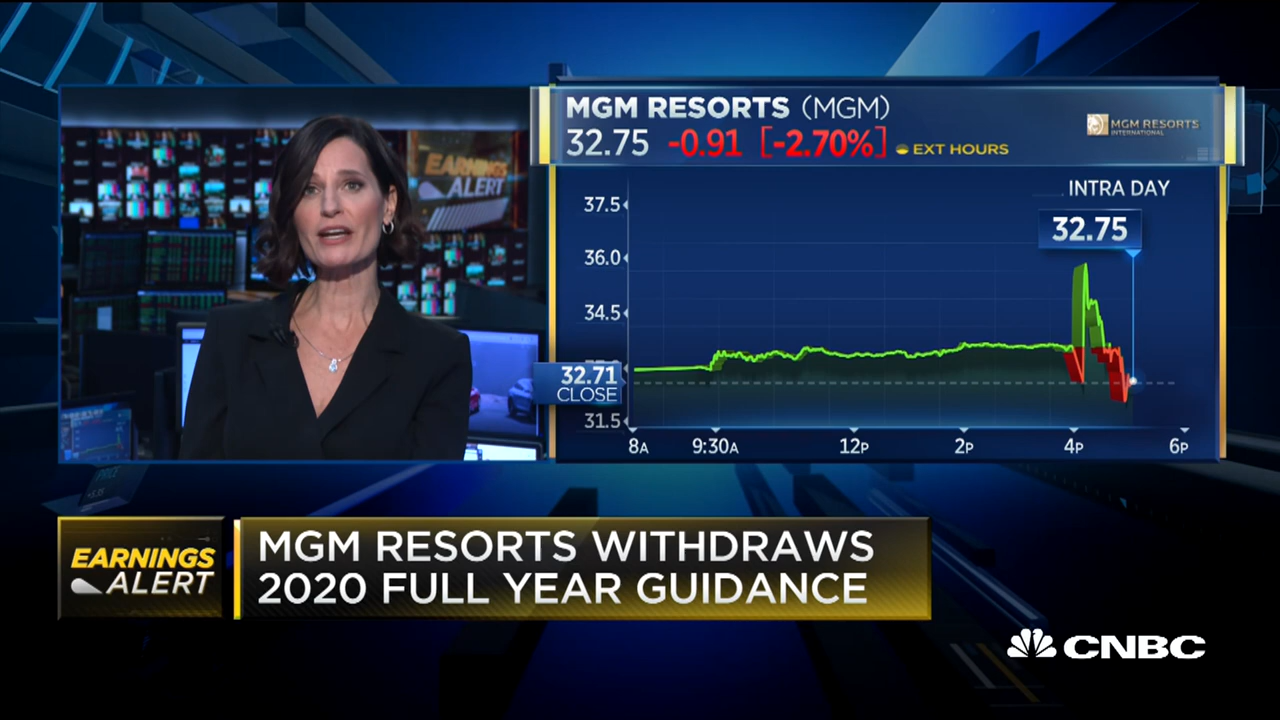 EARNINGS
ALERT
MGM RESORTS (MGM)
32.75 -0.91 [-2.70%] EXT HOURS
MGM RESORTS
INTERNATIONAL
INTRA DAY
32.75
37.5
36.0
34.5
32.71
CLOSE
31.5
8A 9:30A 12P 2P 4P 6P
EARNINGS
ALERT
MGM RESORTS WITHDRAWS
2020 FULL YEAR GUIDANCE
CNBC